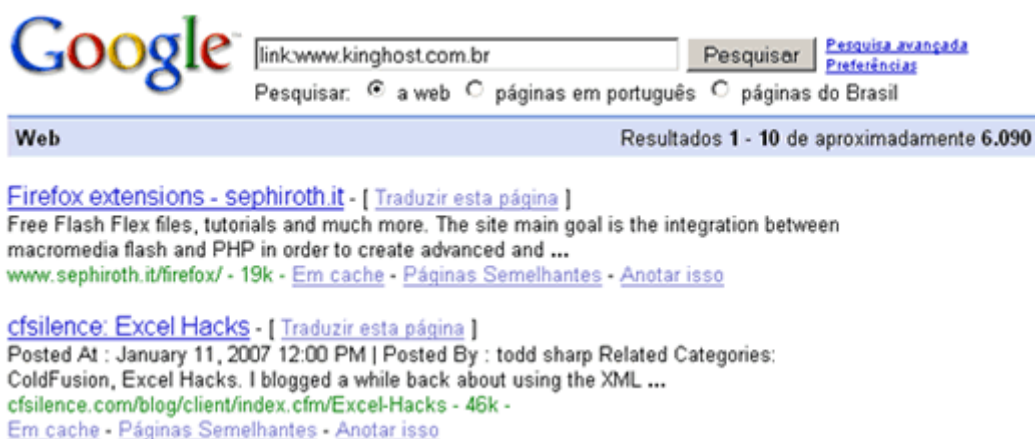 Google
link:www.kinghost.com.br
Pesquisar
Pesquisa avançada
Preferências
Pesquisar: a web páginas em português páginas do Brasil
Web Resultados 1 - 10 de aproximadamente 6.090
Firefox extensions - sephiroth.it - [ Traduzir esta página ]
Free Flash Flex files, tutorials and much more. The site main goal is the integration between
macromedia flash and PHP in order to create advanced and ...
www.sephiroth.it/firefox/ - 19k - Em cache - Páginas Semelhantes - Anotar isso
cfsilence: Excel Hacks - [ Traduzir esta página ]
Posted At : January 11, 2007 12:00 PM | Posted By : todd sharp Related Categories:
ColdFusion, Excel Hacks. I blogged a while back about using the XML ...
cfsilence.com/blog/client/index.cfm/Excel-Hacks - 46k -
Em cache - Páginas Semelhantes - Anotar isso